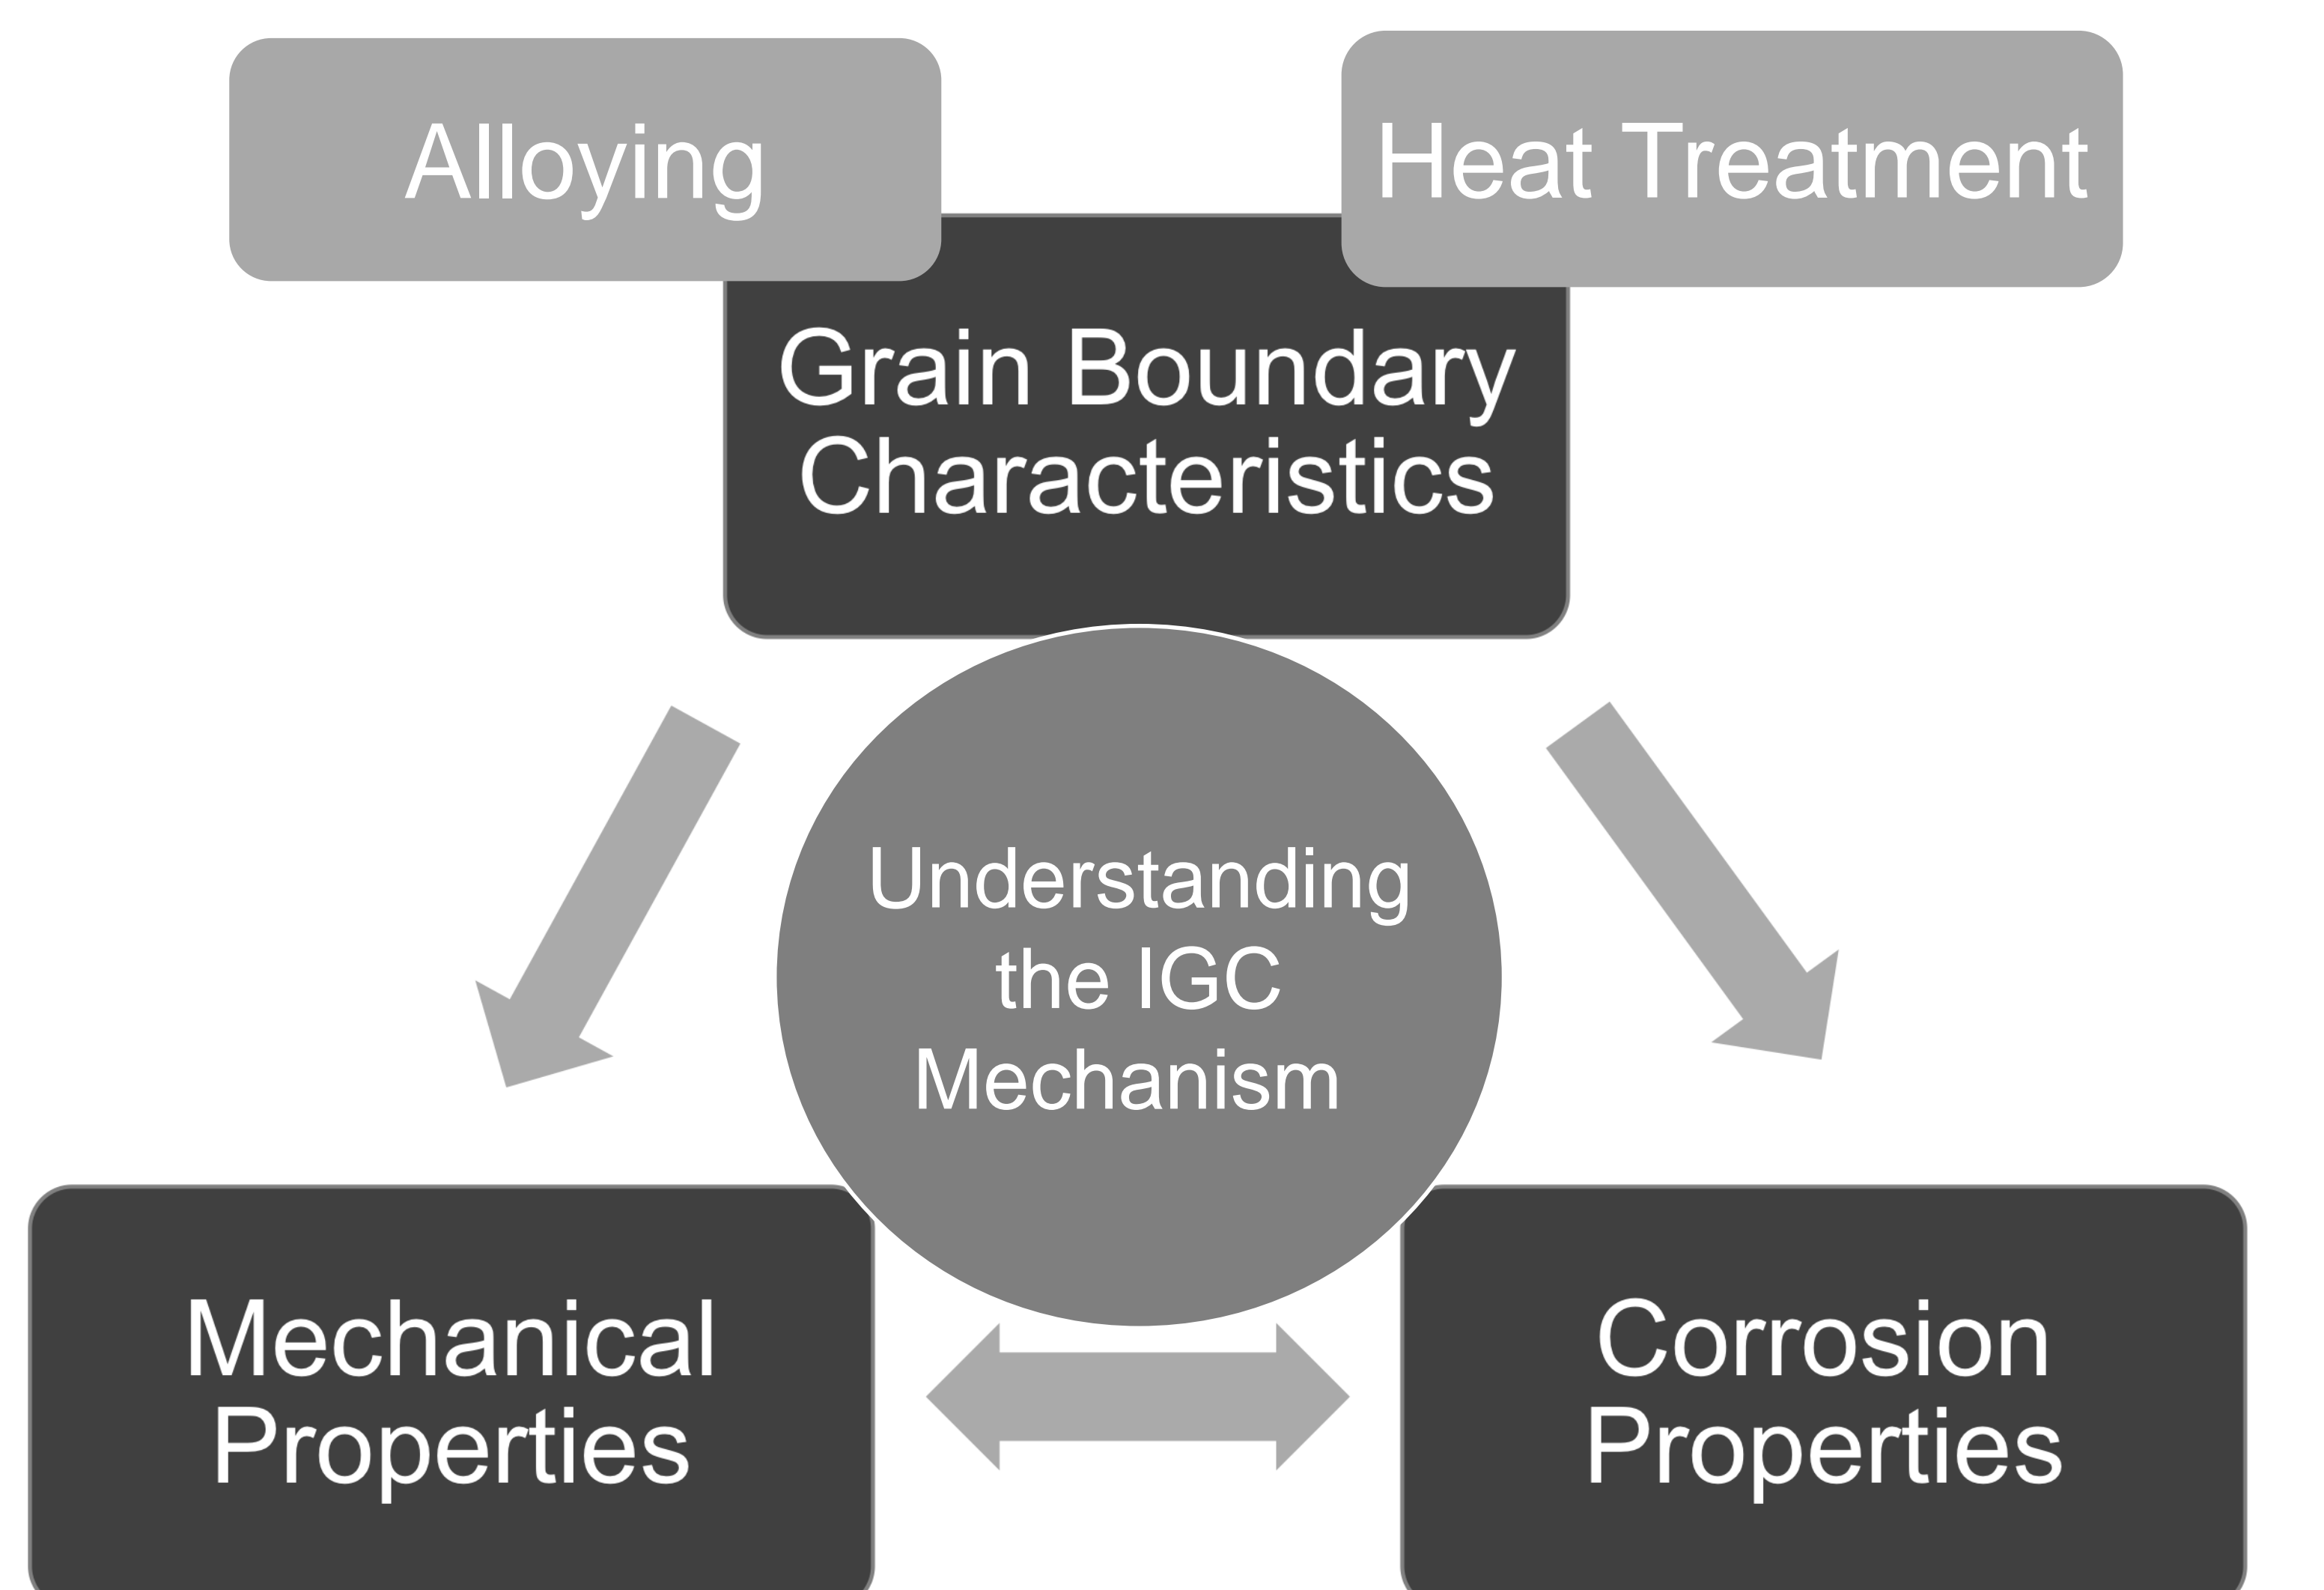 Alloying
Heat Treatment
Grain Boundary
Characteristics
Understanding
the IGC
Mechanism
Mechanical
Properties
Corrosion
Properties